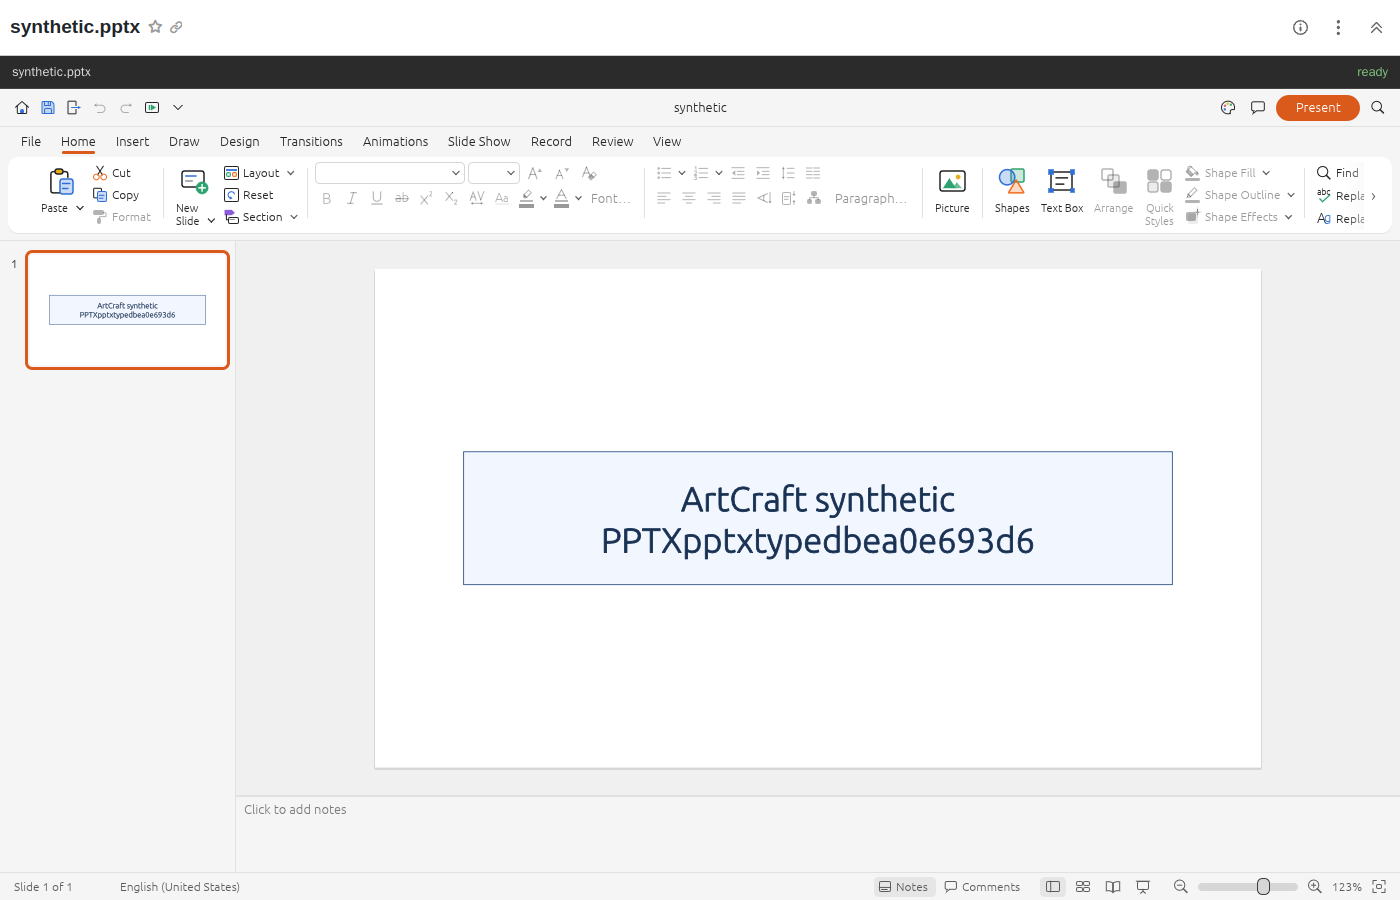 synthetic.pptx
synthetic.pptx
ready
synthetic
Present
File
Home
Insert
Draw
Design
Transitions
Animations
Slide Show
Record
Review
View
Paste
Cut
Copy
Format
New
Slide
Layout
Reset
Section
Font...
Paragraph...
Picture
Shapes
Text Box
Arrange
Quick
Styles
Shape Fill
Shape Outline
Shape Effects
Find
Repla
Repla
1
ArtCraft synthetic
PPTXpptxtypedbea0e693d6
ArtCraft synthetic
PPTXpptxtypedbea0e693d6
Click to add notes
Slide 1 of 1
English (United States)
Notes
Comments
123%